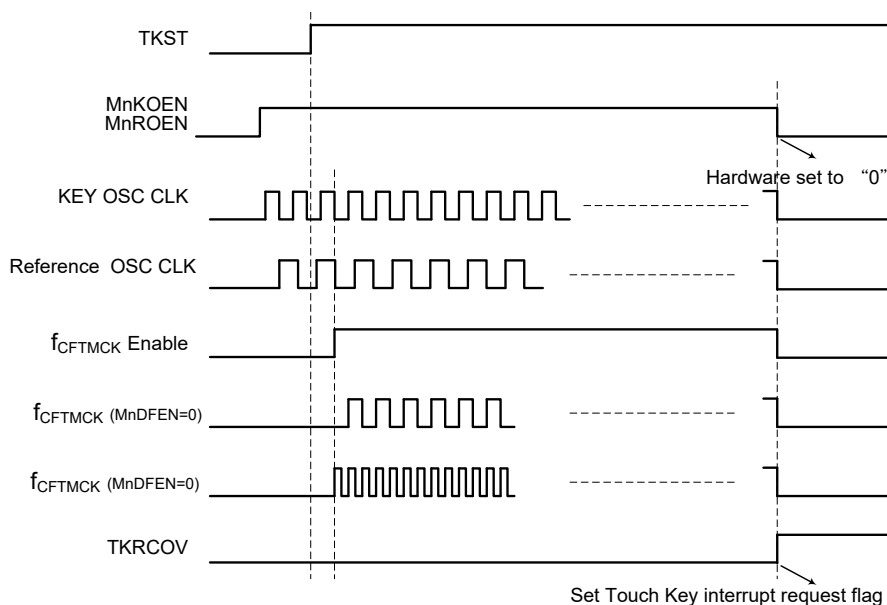 TKST
MnKOEN
MnROEN
Hardware set to “0”
KEY OSC CLK
Reference OSC CLK
fCFTMCK Enable
fCFTMCK (MnDFEN=0)
fCFTMCK (MnDFEN=0)
TKRCOV
Set Touch Key interrupt request flag